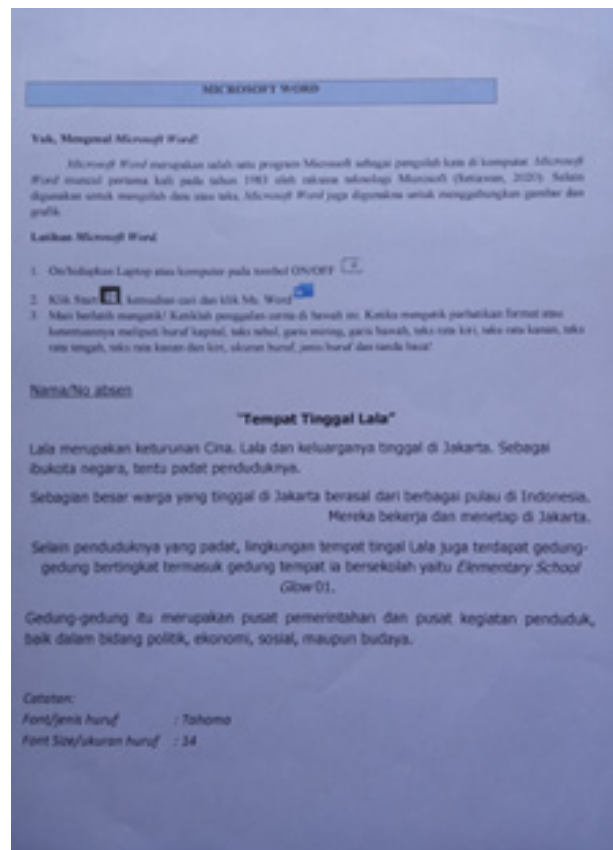 MICROSOFT WORD
Yuk, Mengenal Microsoft Word!
Microsoft Word merupakan salah satu program Microsoft sebagai pengolah kata di komputer. Microsoft
Word muncul pertama kali pada tahun 1983 oleh raksasa teknologi Microsoft (Setiawan, 2020). Selain
digunakan untuk mengolah data atau teks, Microsoft Word juga digunakan untuk menggabungkan gambar dan
grafik.
Latihan Microsoft Word
1. On/hidupkan Laptop atau komputer pada tombol ON/OFF
2. Klik Start kemudian cari dan klik Ms. Word
3. Mari berlatih mengetik! Ketiklah penggalan cerita di bawah ini. Ketika mengetik perhatikan format atau
ketentuannya meliputi huruf kapital, teks tebal, garis miring, garis bawah, teks rata kiri, teks rata kanan, teks
rata tengah, teks rata kanan dan kiri, ukuran huruf, jenis huruf dan tanda baca!
Nama/No absen
"Tempat Tinggal Lala"
Lala merupakan keturunan Cina. Lala dan keluarganya tinggal di Jakarta. Sebagai
ibukota negara, tentu padat penduduknya.
Sebagian besar warga yang tinggal di Jakarta berasal dari berbagai pulau di Indonesia.
Mereka bekerja dan menetap di Jakarta.
Selain penduduknya yang padat, lingkungan tempat tingal Lala juga terdapat gedung-
gedung bertingkat termasuk gedung tempat ia bersekolah yaitu Elementary School
Glow 01.
Gedung-gedung itu merupakan pusat pemerintahan dan pusat kegiatan penduduk,
baik dalam bidang politik, ekonomi, sosial, maupun budaya.
Catatan:
Font/jenis huruf : Tahoma
Font Size/ukuran huruf : 14